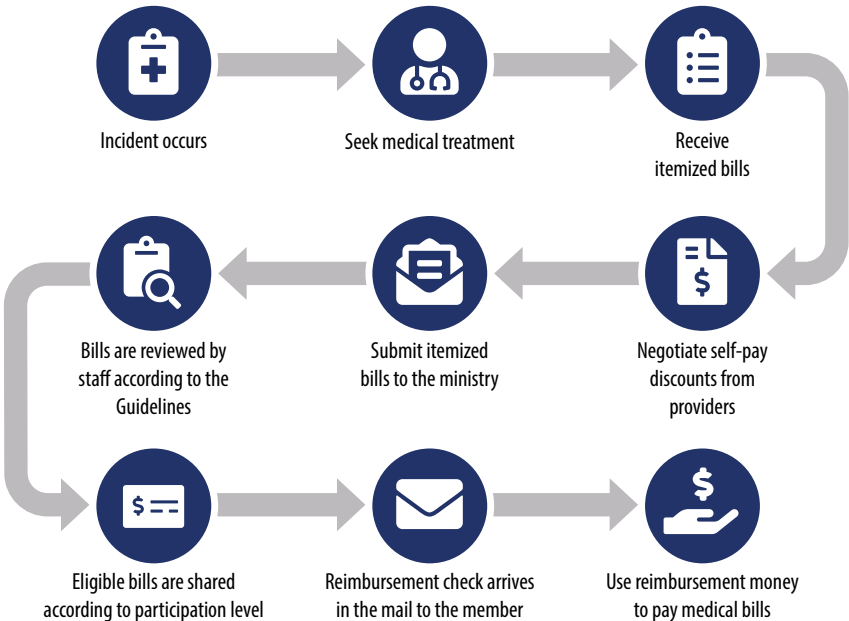 Incident occurs
Seek medical treatment
Receive
itemized bills
$
Negotiate self-pay
discounts from
providers
Submit itemized
bills to the ministry
Bills are reviewed by
staff according to the
Guidelines
$
Eligible bills are shared
according to participation level
Reimbursement check arrives
in the mail to the member
$
Use reimbursement money
to pay medical bills